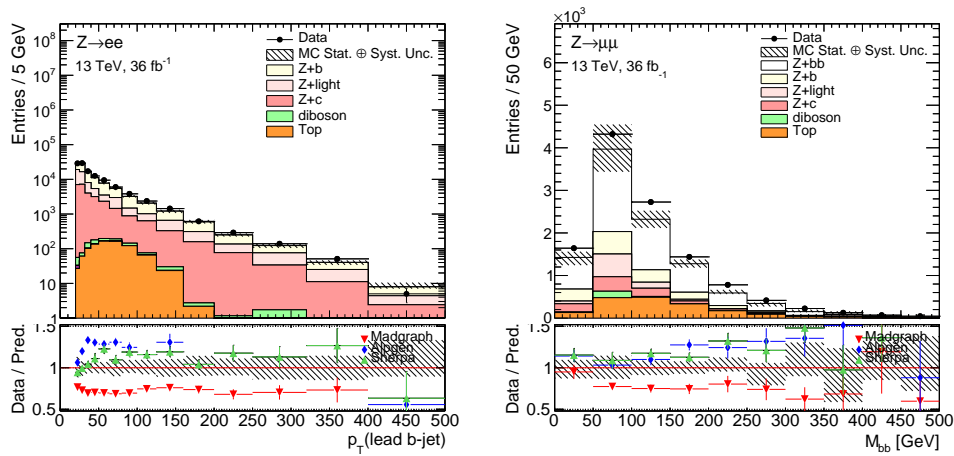 Entries / 5 GeV
10⁸
10⁷
10⁶
10⁵
10⁴
10³
10²
10
1
Z→ee
13 TeV, 36 fb⁻¹
Data
MC Stat. ⊕ Syst. Unc.
Z+b
Z+light
Z+c
diboson
Top
Data / Pred.
1.5
1
0.5
Madgraph
Alpgen
Sherpa
0 50 100 150 200 250 300 350 400 450 500
p_T(lead b-jet)
Entries / 50 GeV
×10³
6
4
2
0
Z→μμ
13 TeV, 36 fb⁻¹
Data
MC Stat. ⊕ Syst. Unc.
Z+bb
Z+b
Z+light
Z+c
diboson
Top
Data / Pred.
1.5
1
0.5
Madgraph
Alpgen
Sherpa
0 50 100 150 200 250 300 350 400 450 500
M_bb [GeV]